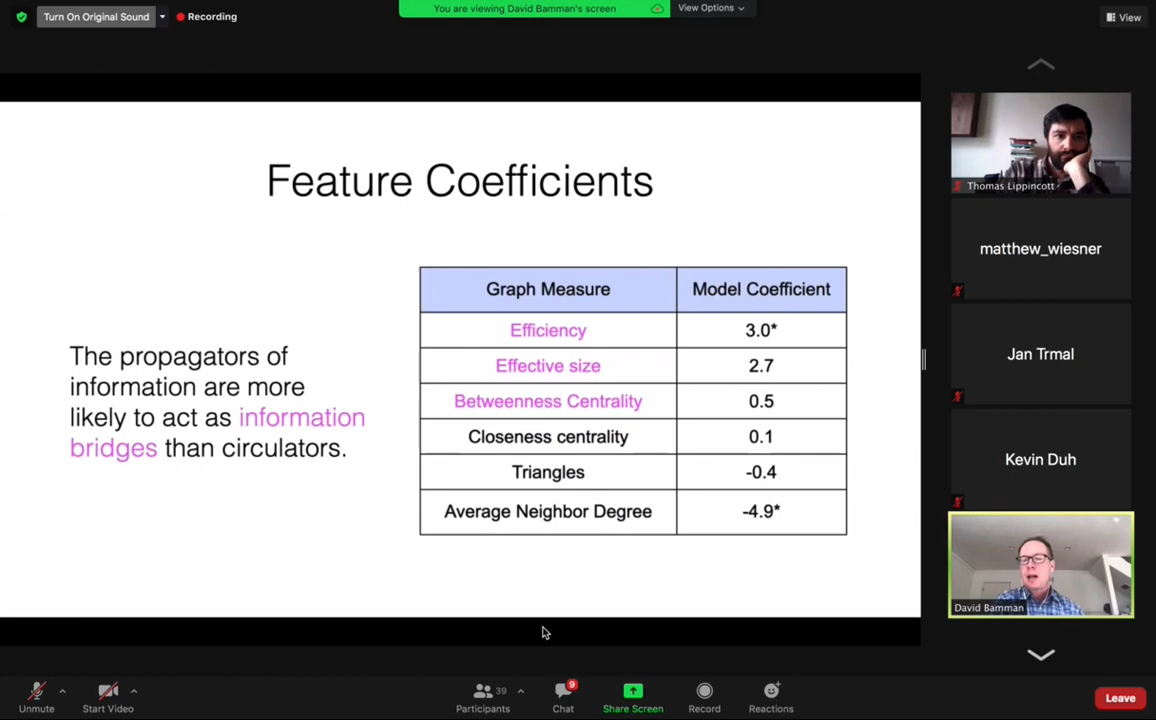 Turn On Original Sound
Recording
You are viewing David Bamman's screen
View Options
View
Feature Coefficients
The propagators of
information are more
likely to act as information
bridges than circulators.
Graph Measure Model Coefficient
Efficiency 3.0*
Effective size 2.7
Betweenness Centrality 0.5
Closeness centrality 0.1
Triangles -0.4
Average Neighbor Degree -4.9*
Thomas Lippincott
matthew_wiesner
Jan Trmal
Kevin Duh
David Bamman
Unmute
Start Video
39
Participants
9
Chat
Share Screen
Record
Reactions
Leave